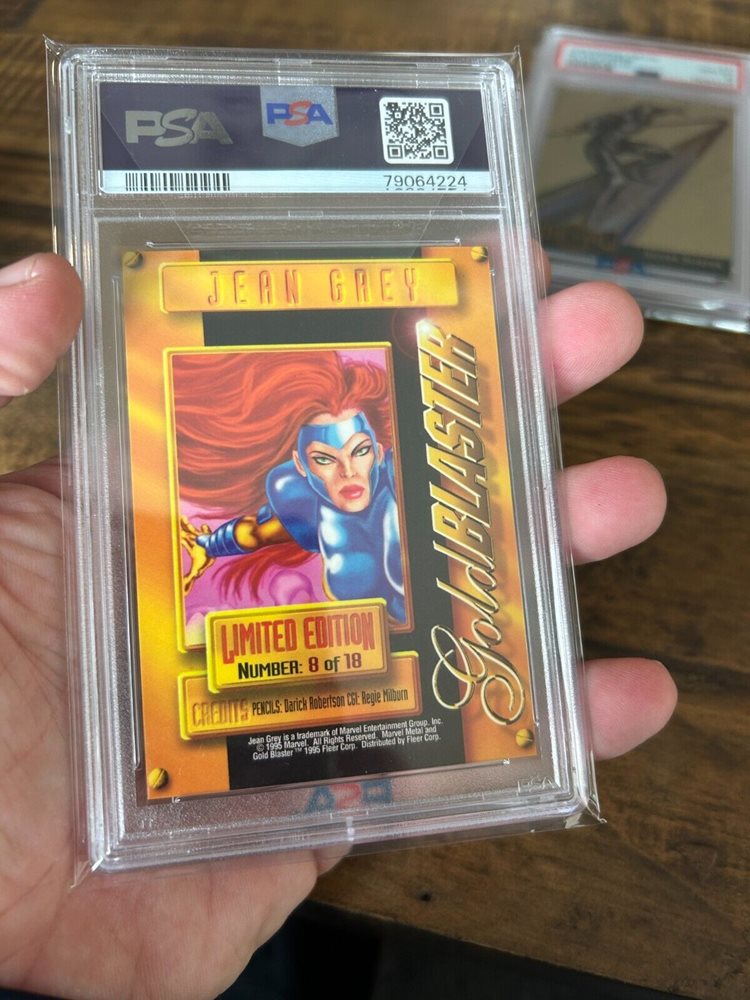 PSA
PSA
79064224
JEAN GREY
GoldBLASTER
LIMITED EDITION
NUMBER: 8 of 18
CREDITS PENCILS: Darick Robertson CGI: Regie Milburn
Jean Grey is a trademark of Marvel Entertainment Group, Inc.
© 1995 Marvel. All Rights Reserved. Marvel Metal and
Gold Blaster™ 1995 Fleer Corp. Distributed by Fleer Corp.
PSA